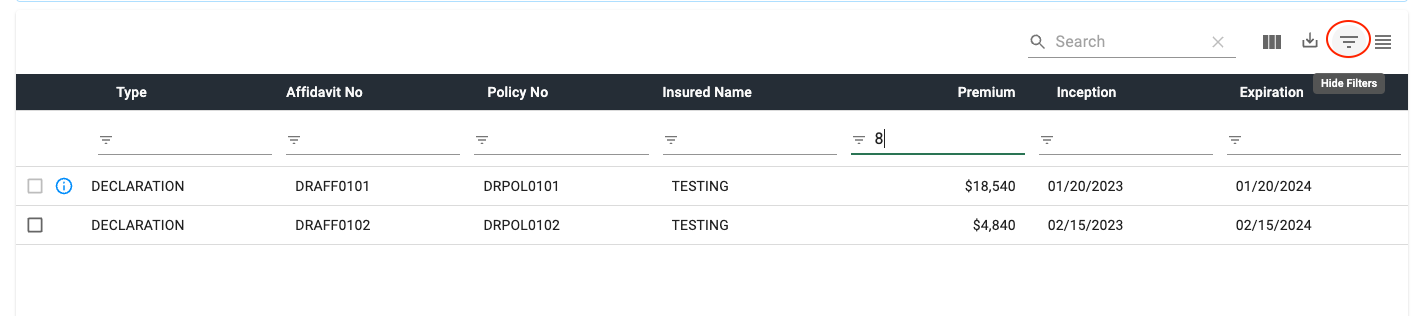 Search
Hide Filters
Type Affidavit No Policy No Insured Name Premium Inception Expiration
8
DECLARATION DRAFF0101 DRPOL0101 TESTING $18,540 01/20/2023 01/20/2024
DECLARATION DRAFF0102 DRPOL0102 TESTING $4,840 02/15/2023 02/15/2024